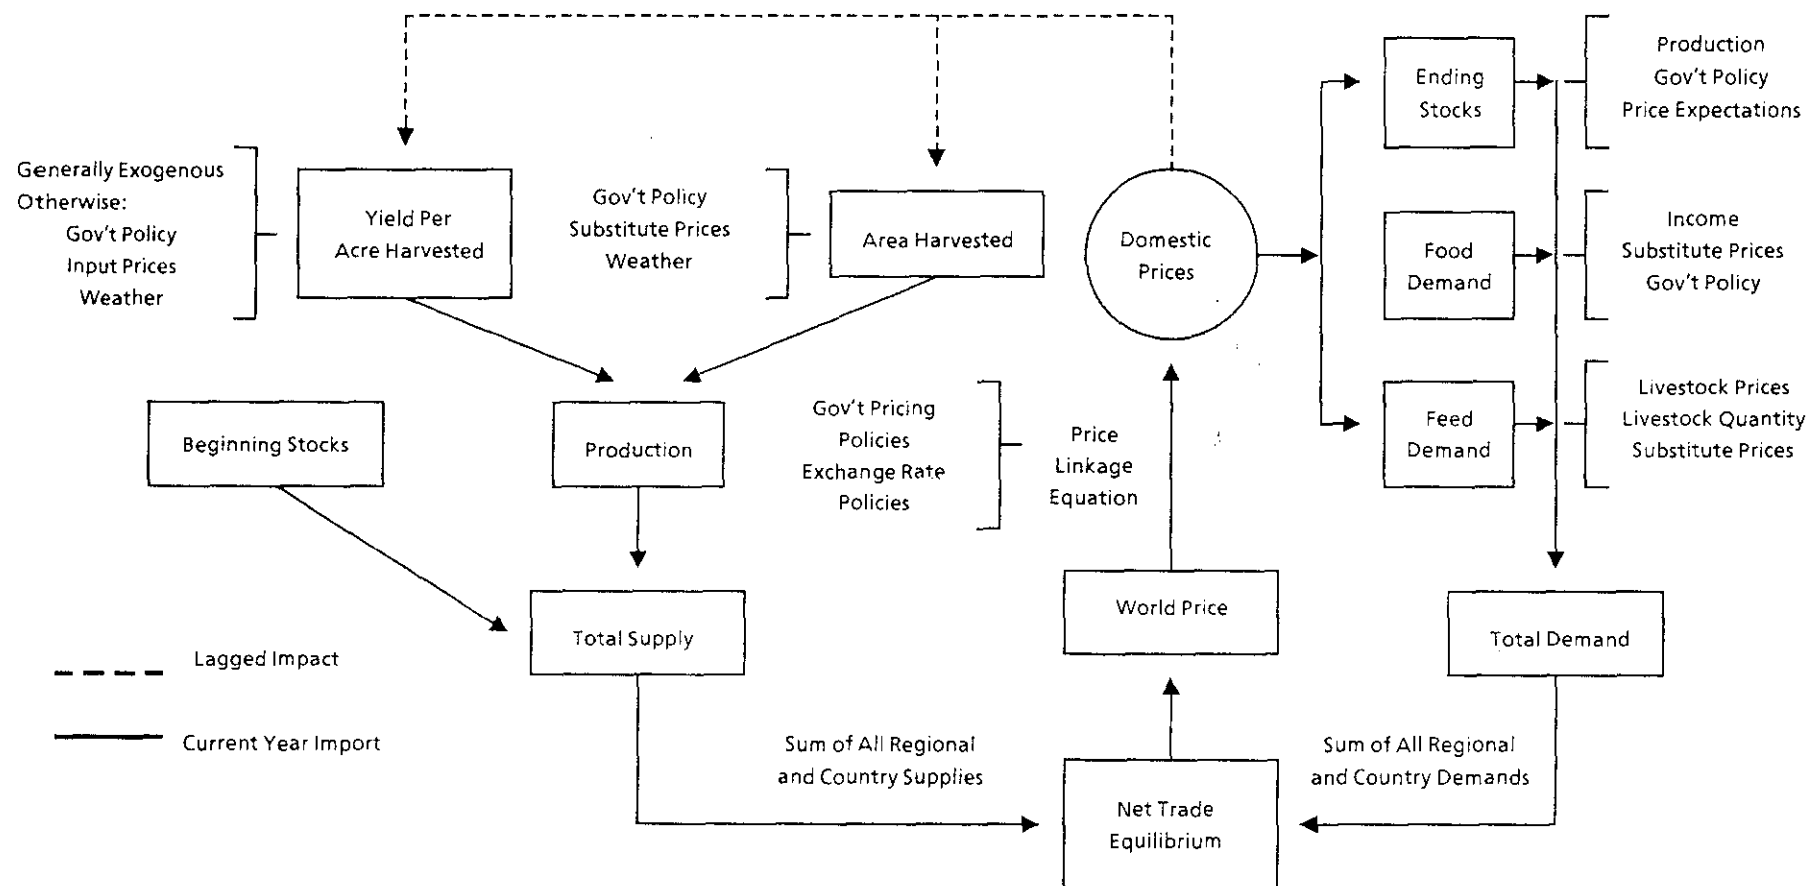 Ending
Stocks
Production
Gov't Policy
Price Expectations
Generally Exogenous
Otherwise:
Gov't Policy
Input Prices
Weather
Yield Per
Acre Harvested
Gov't Policy
Substitute Prices
Weather
Area Harvested
Domestic
Prices
Food
Demand
Income
Substitute Prices
Gov't Policy
Beginning Stocks
Production
Gov't Pricing
Policies
Exchange Rate
Policies
Price
Linkage
Equation
Feed
Demand
Livestock Prices
Livestock Quantity
Substitute Prices
Total Supply
World Price
Total Demand
Lagged Impact
Current Year Import
Sum of All Regional
and Country Supplies
Net Trade
Equilibrium
Sum of All Regional
and Country Demands